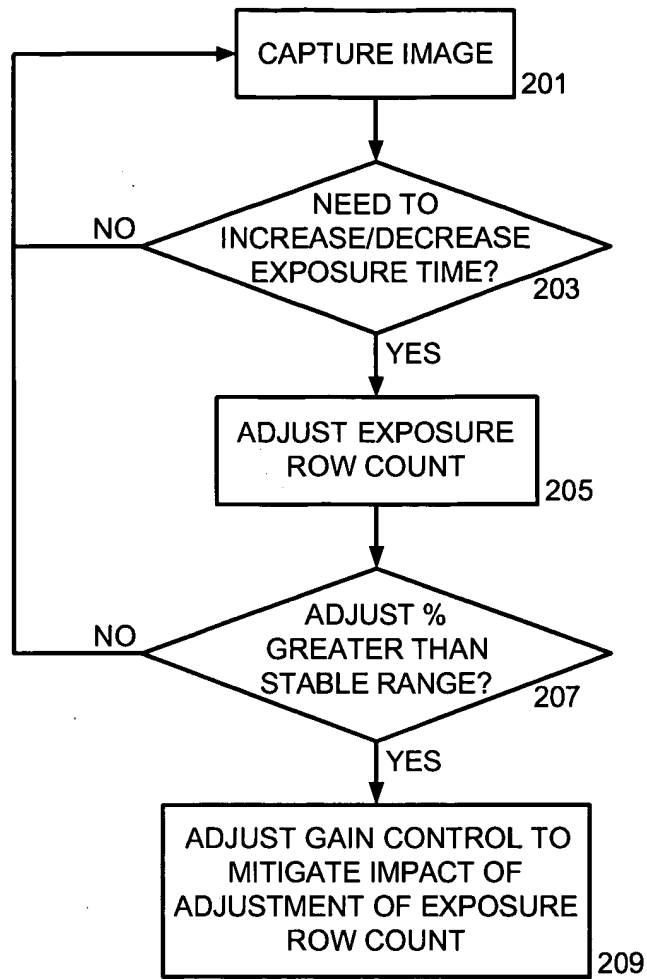 CAPTURE IMAGE
201
NEED TO
INCREASE/DECREASE
EXPOSURE TIME?
203
NO
YES
ADJUST EXPOSURE
ROW COUNT
205
ADJUST %
GREATER THAN
STABLE RANGE?
207
NO
YES
ADJUST GAIN CONTROL TO
MITIGATE IMPACT OF
ADJUSTMENT OF EXPOSURE
ROW COUNT
209